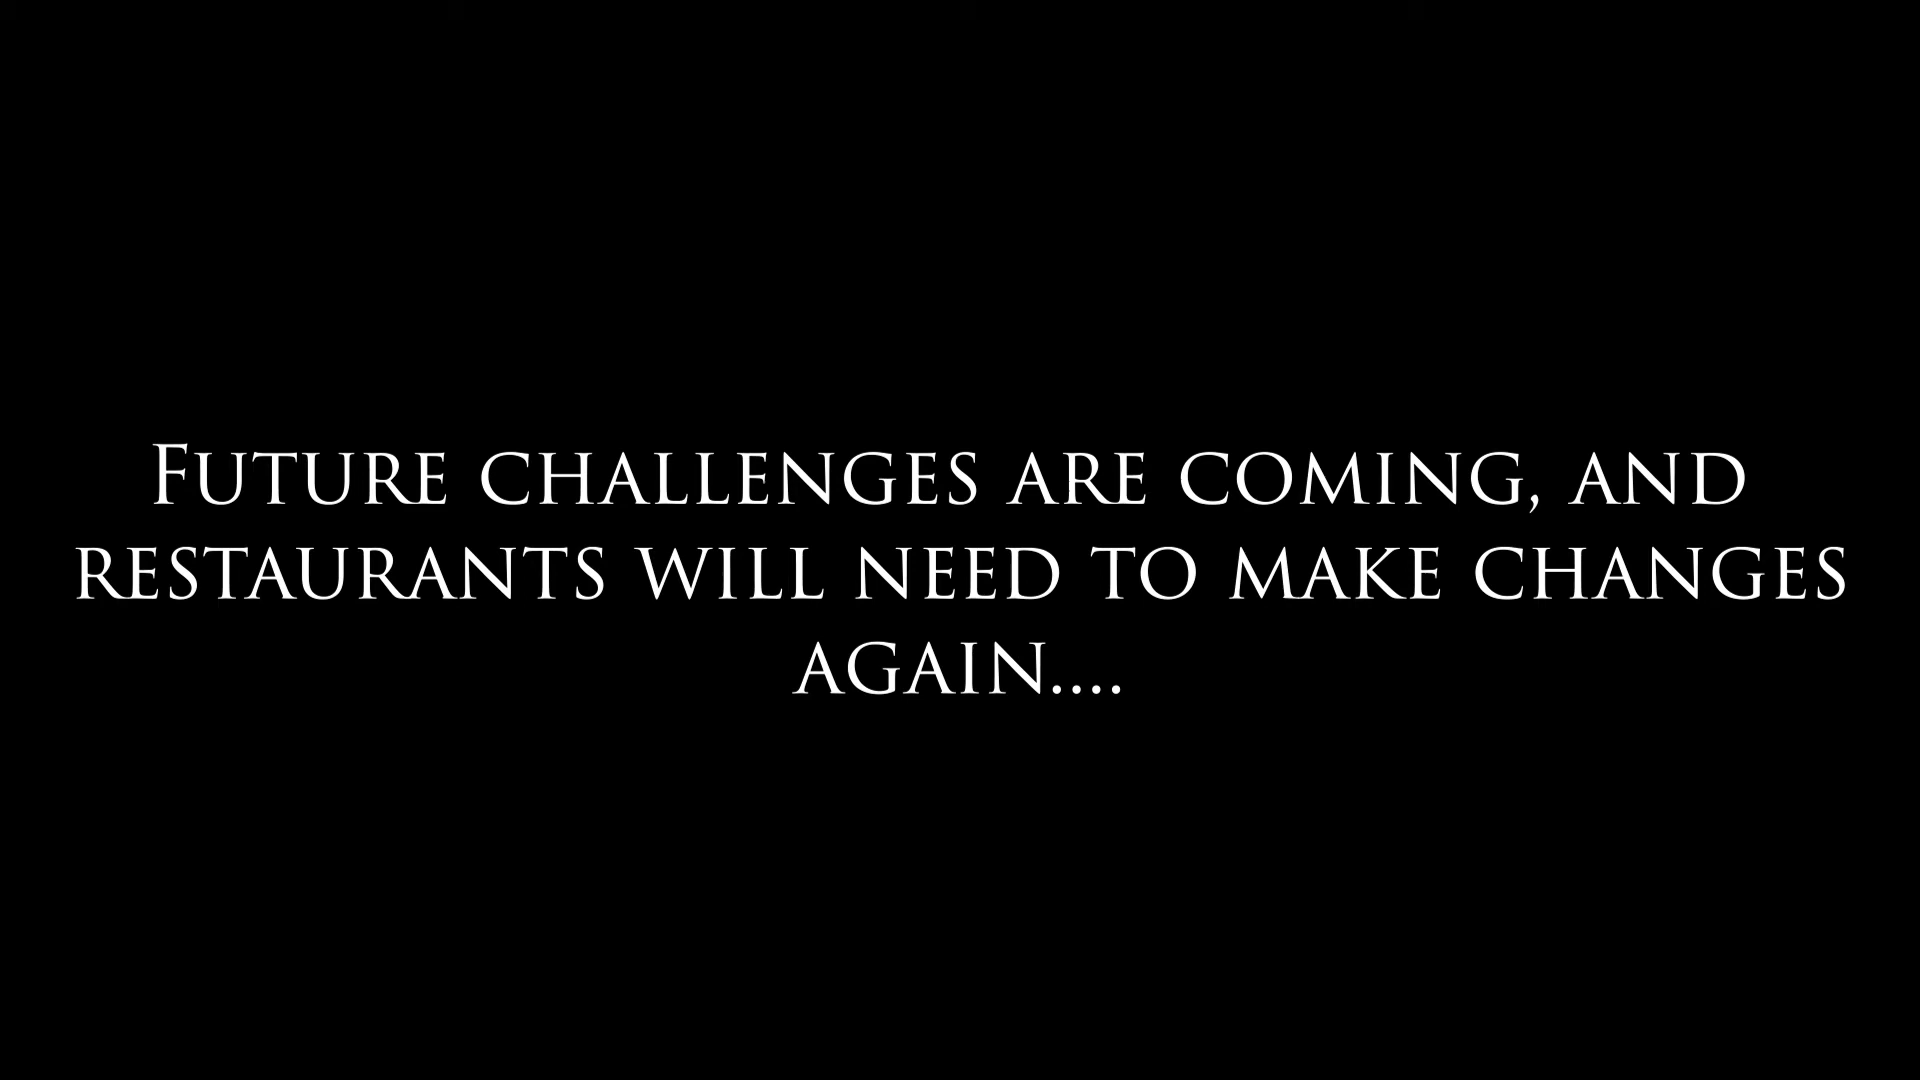 Future challenges are coming, and
restaurants will need to make changes
again....